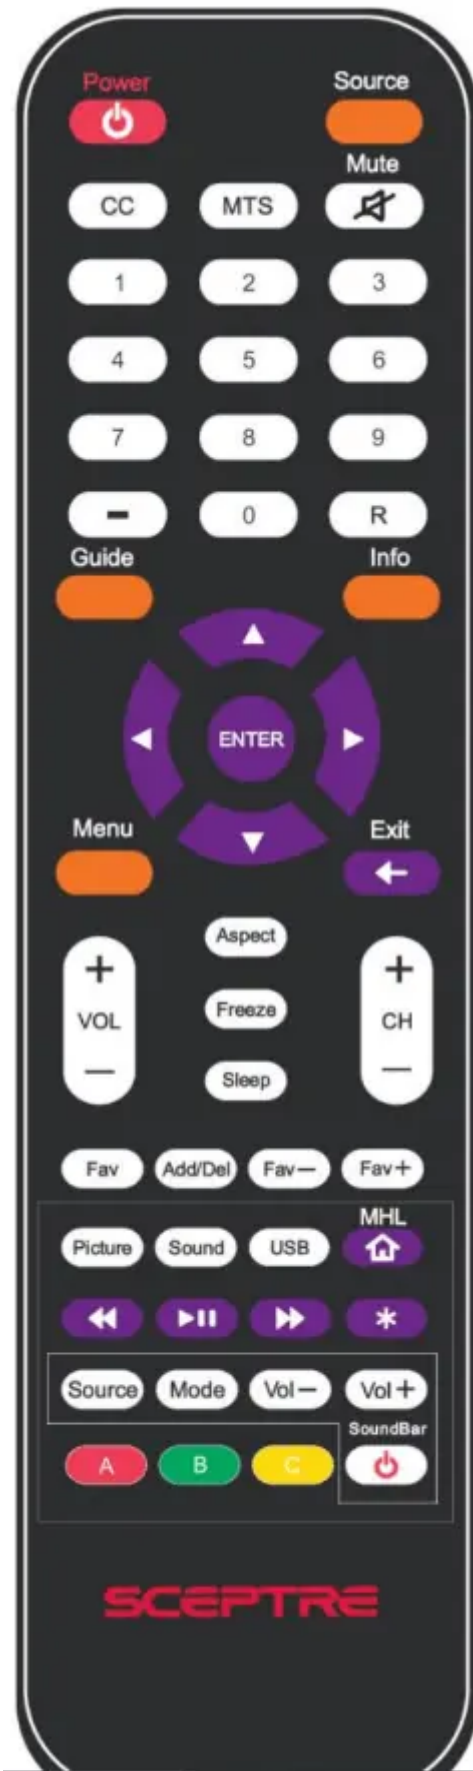 Power Source
Mute
CC MTS
1 2 3
4 5 6
7 8 9
- 0 R
Guide Info
ENTER
Menu Exit
Aspect
+ +
VOL Freeze CH
— —
Sleep
Fav Add/Del Fav— Fav+
MHL
Picture Sound USB
*
Source Mode Vol— Vol+
SoundBar
A B C
SCEPTRE